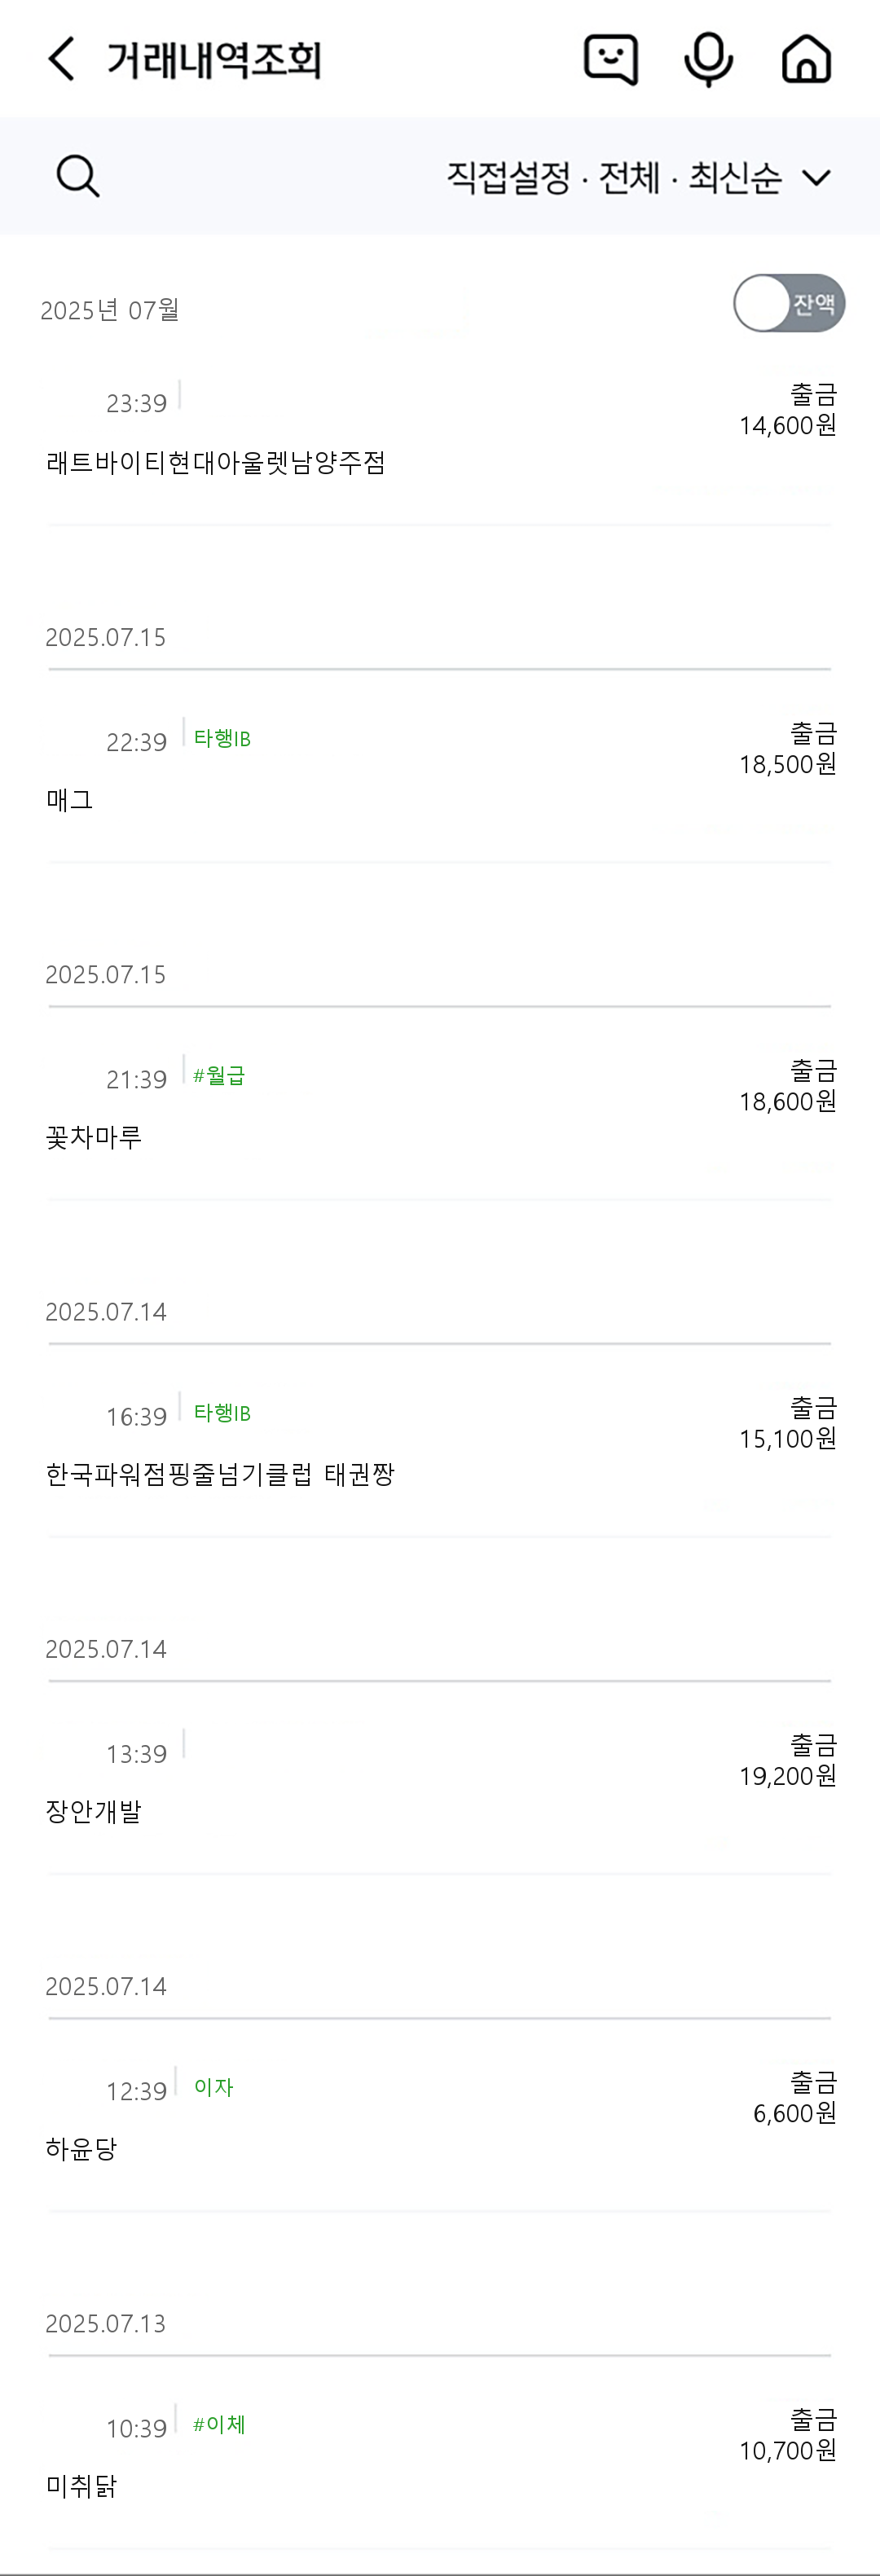 거래내역조회
직접설정 · 전체 · 최신순
2025년 07월
잔액
23:39
출금
14,600원
래트바이티현대아울렛남양주점
2025.07.15
22:39 타행IB
출금
18,500원
매그
2025.07.15
21:39 #월급
출금
18,600원
꽃차마루
2025.07.14
16:39 타행IB
출금
15,100원
한국파워점핑줄넘기클럽 태권짱
2025.07.14
13:39
출금
19,200원
장안개발
2025.07.14
12:39 이자
출금
6,600원
하윤당
2025.07.13
10:39 #이체
출금
10,700원
미취닭